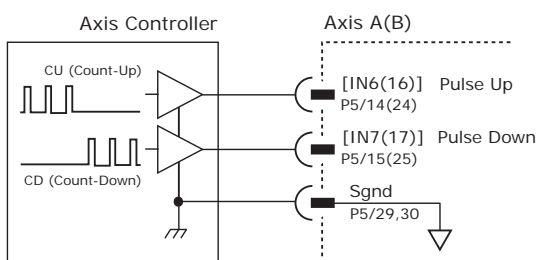 Axis Controller
Axis A(B)
CU (Count-Up)
[IN6(16)] Pulse Up
P5/14(24)
[IN7(17)] Pulse Down
P5/15(25)
CD (Count-Down)
Sgnd
P5/29,30